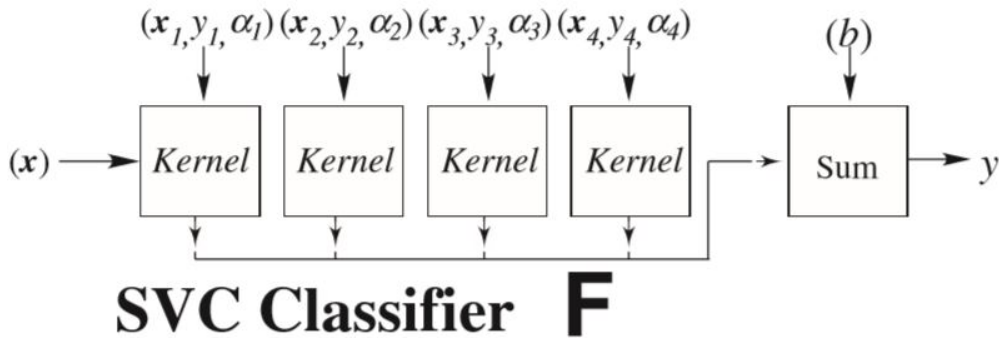 (x1,y1,α1)(x2,y2,α2)(x3,y3,α3)(x4,y4,α4) (b)
(x) Kernel Kernel Kernel Kernel Sum y
SVC Classifier F